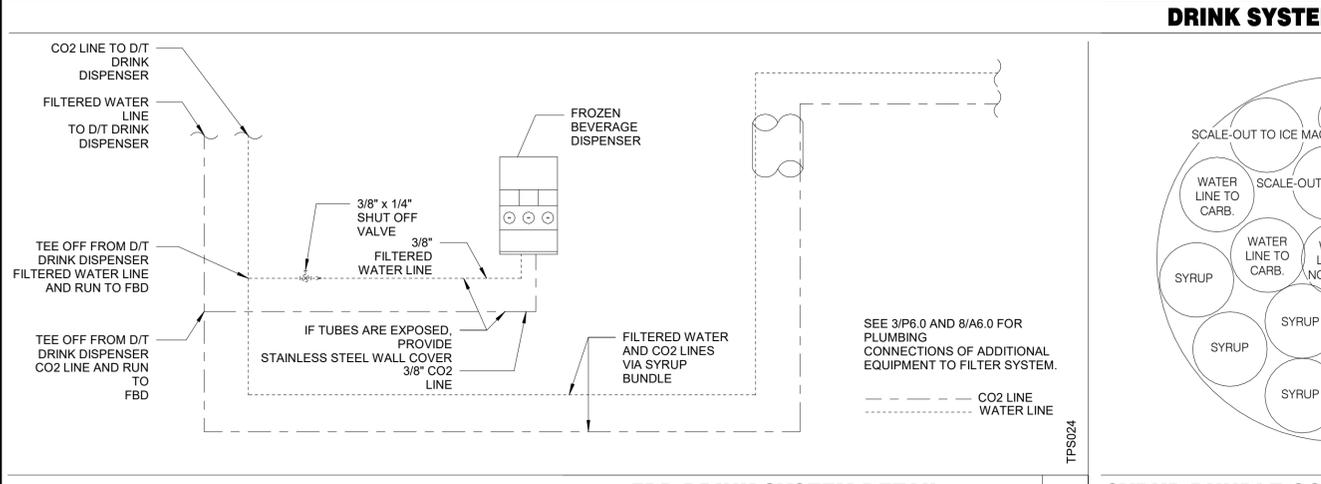 DRINK SYSTE
CO2 LINE TO D/T
DRINK
DISPENSER
FILTERED WATER
LINE
TO D/T DRINK
DISPENSER
FROZEN
BEVERAGE
DISPENSER
3/8" x 1/4"
SHUT OFF
VALVE
3/8"
FILTERED
WATER LINE
TEE OFF FROM D/T
DRINK DISPENSER
FILTERED WATER LINE
AND RUN TO FBD
TEE OFF FROM D/T
DRINK DISPENSER
CO2 LINE AND RUN
TO
FBD
IF TUBES ARE EXPOSED,
PROVIDE
STAINLESS STEEL WALL COVER
3/8" CO2
LINE
FILTERED WATER
AND CO2 LINES
VIA SYRUP
BUNDLE
SEE 3/P6.0 AND 8/A6.0 FOR
PLUMBING
CONNECTIONS OF ADDITIONAL
EQUIPMENT TO FILTER SYSTEM.
CO2 LINE
WATER LINE
TPS024
SCALE-OUT TO ICE MAC
WATER
LINE TO
CARB.
SCALE-OUT
WATER
LINE TO
CARB.
SYRUP
SYRUP
SYRUP
SYRUP